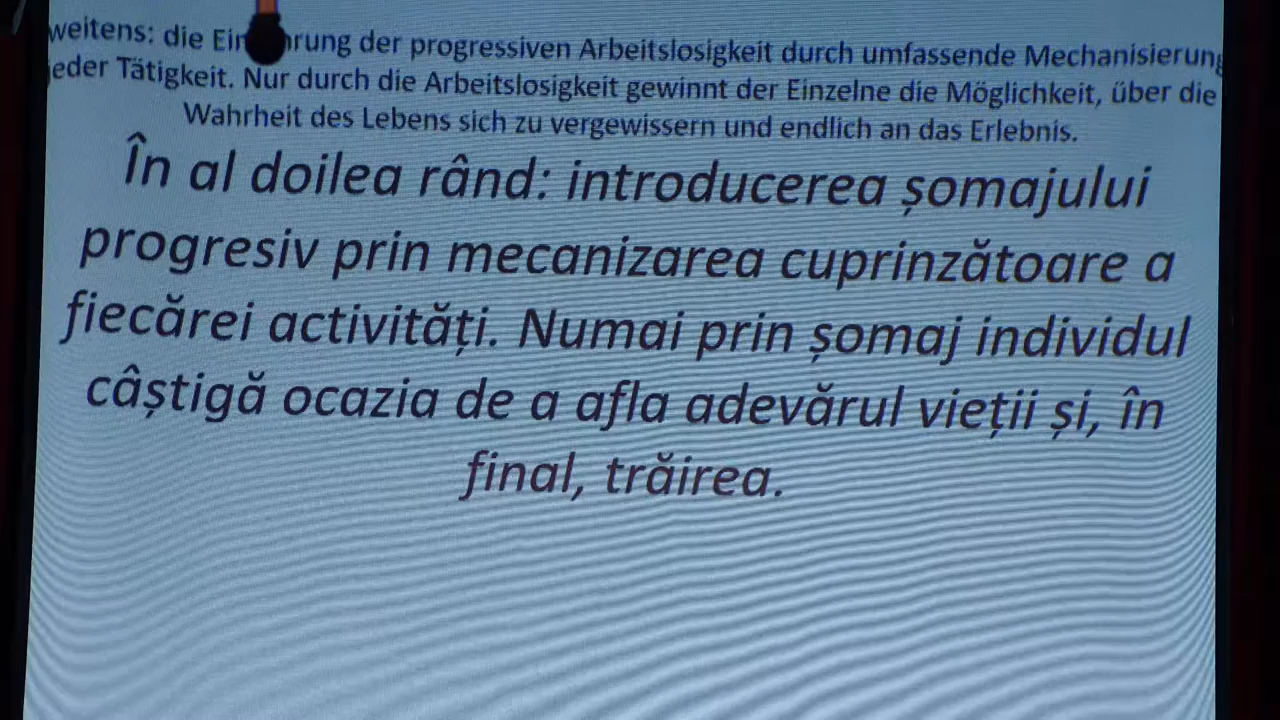 weitens: die Ein rung der progressiven Arbeitslosigkeit durch umfassende Mechanisierung
jeder Tätigkeit. Nur durch die Arbeitslosigkeit gewinnt der Einzelne die Möglichkeit, über die
Wahrheit des Lebens sich zu vergewissern und endlich an das Erlebnis.
În al doilea rând: introducerea șomajului
progresiv prin mecanizarea cuprinzătoare a
fiecărei activități. Numai prin șomaj individul
câștigă ocazia de a afla adevărul vieții și, în
final, trăirea.